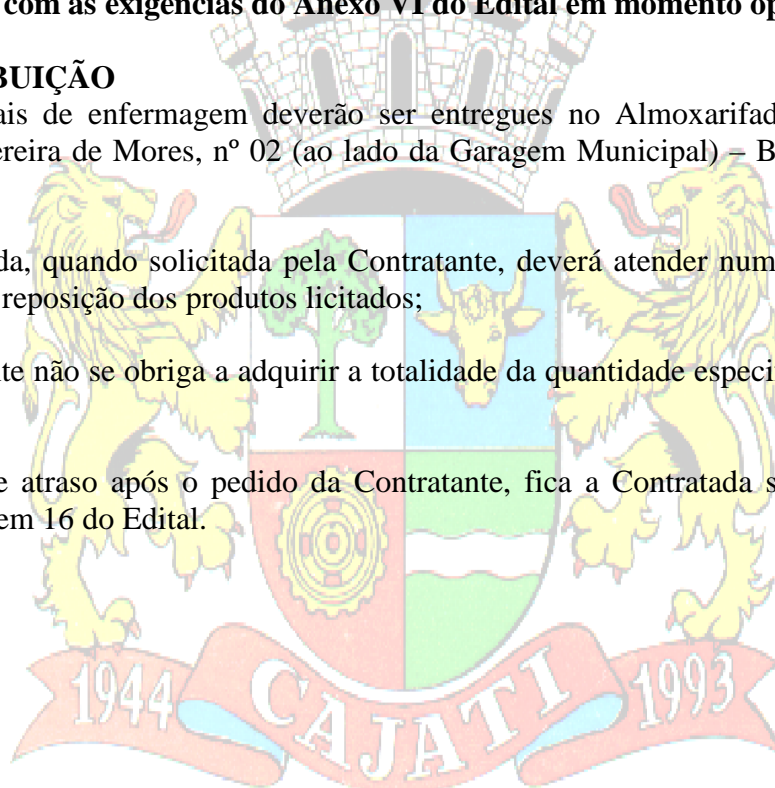 com as exigências do Anexo VI do Edital em momento op
BUIÇÃO
ais de enfermagem deverão ser entregues no Almoxarifad
ereira de Mores, nº 02 (ao lado da Garagem Municipal) – B
da, quando solicitada pela Contratante, deverá atender num
reposição dos produtos licitados;
te não se obriga a adquirir a totalidade da quantidade especi
e atraso após o pedido da Contratante, fica a Contratada s
em 16 do Edital.
1944 CAJATI 1993